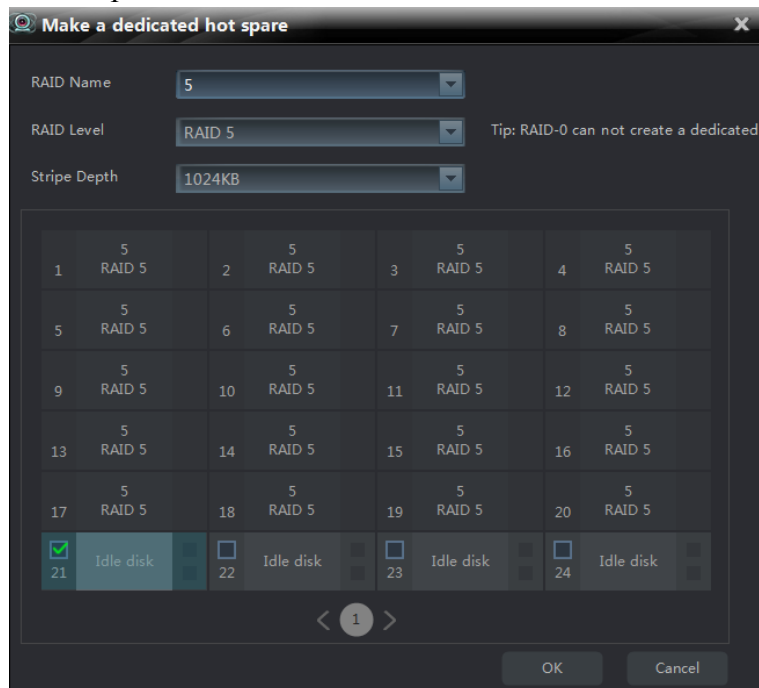 Make a dedicated hot spare
RAID Name
5
RAID Level
RAID 5
Tip: RAID-0 can not create a dedicated
Stripe Depth
1024KB
1 5 RAID 5
2 5 RAID 5
3 5 RAID 5
4 5 RAID 5
5 5 RAID 5
6 5 RAID 5
7 5 RAID 5
8 5 RAID 5
9 5 RAID 5
10 5 RAID 5
11 5 RAID 5
12 5 RAID 5
13 5 RAID 5
14 5 RAID 5
15 5 RAID 5
16 5 RAID 5
17 5 RAID 5
18 5 RAID 5
19 5 RAID 5
20 5 RAID 5
21 Idle disk
22 Idle disk
23 Idle disk
24 Idle disk
1
OK
Cancel